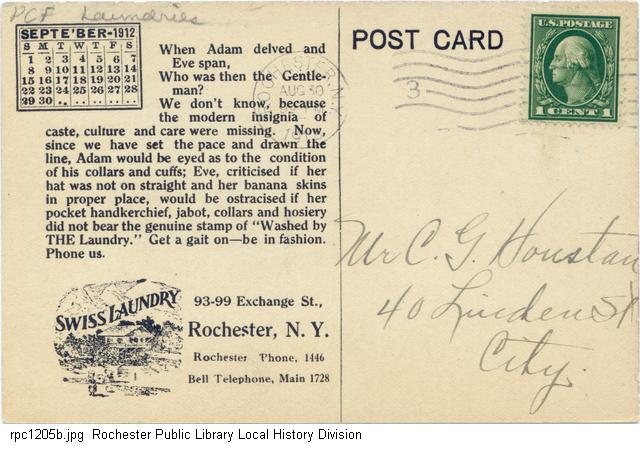 PCF Laundries
SEPTE'BER-1912
S M T W T F S
1 2 3 4 5 6 7
8 9 10 11 12 13 14
15 16 17 18 19 20 21
22 23 24 25 26 27 28
29 30
When Adam delved and
Eve span,
Who was then the Gentle-
man?
We don't know, because
the modern insignia of
caste, culture and care were missing. Now,
since we have set the pace and drawn the
line, Adam would be eyed as to the condition
of his collars and cuffs; Eve, criticised if her
hat was not on straight and her banana skins
in proper place, would be ostracised if her
pocket handkerchief, jabot, collars and hosiery
did not bear the genuine stamp of "Washed by
THE Laundry." Get a gait on—be in fashion.
Phone us.
SWISS LAUNDRY
93-99 Exchange St.,
Rochester, N. Y.
Rochester 'Phone, 1446
Bell Telephone, Main 1728
POST CARD
ROCHESTER, N.Y.
AUG 30
3
U.S. POSTAGE
1 CENT 1
Mr C. G. Houstan
40 Linden St
City.
rpc1205b.jpg Rochester Public Library Local History Division